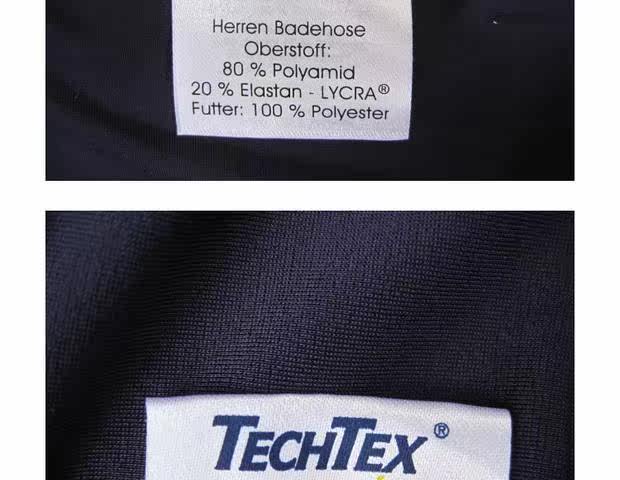 Herren Badehose
Oberstoff:
80 % Polyamid
20 % Elastan - LYCRA®
Futter: 100 % Polyester
TECHTEX®